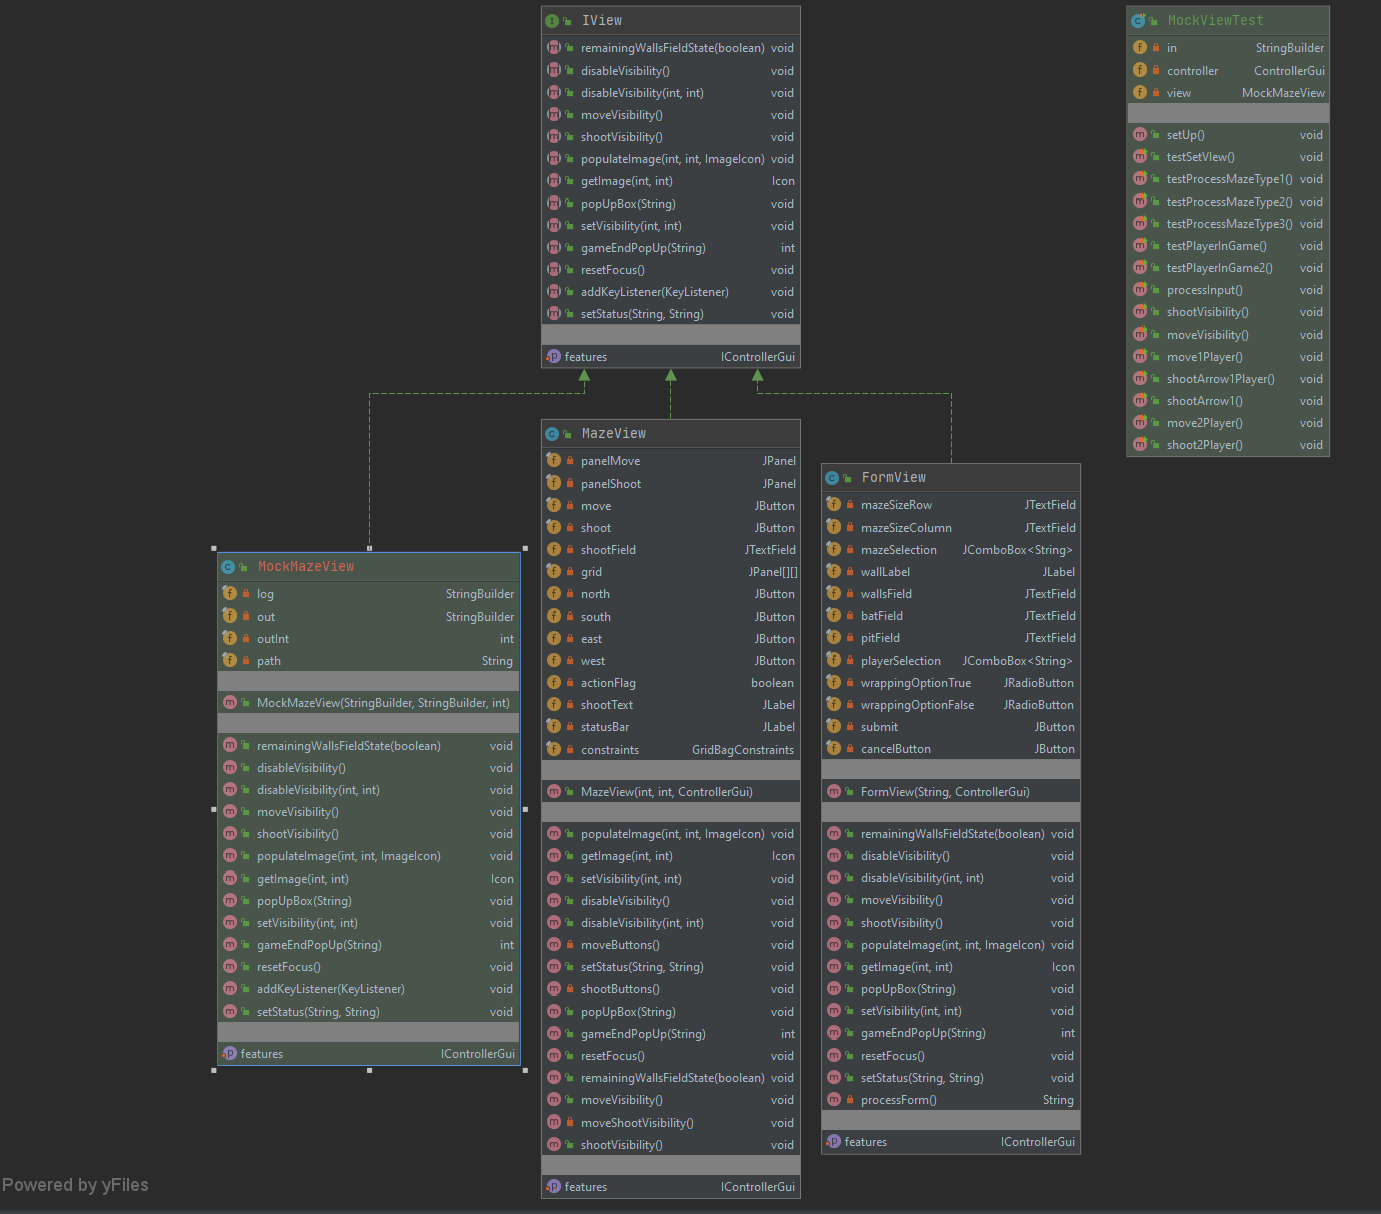 IView
remainingWallsFieldState(boolean) void
disableVisibility() void
disableVisibility(int, int) void
moveVisibility() void
shootVisibility() void
populateImage(int, int, ImageIcon) void
getImage(int, int) Icon
popUpBox(String) void
setVisibility(int, int) void
gameEndPopUp(String) int
resetFocus() void
addKeyListener(KeyListener) void
setStatus(String, String) void
features IControllerGui
MockViewTest
in StringBuilder
controller ControllerGui
view MockMazeView
setUp() void
testSetVIew() void
testProcessMazeType1() void
testProcessMazeType2() void
testProcessMazeType3() void
testPlayerInGame() void
testPlayerInGame2() void
processInput() void
shootVisibility() void
moveVisibility() void
move1Player() void
shootArrow1Player() void
shootArrow1() void
move2Player() void
shoot2Player() void
MockMazeView
log StringBuilder
out StringBuilder
outInt int
path String
MockMazeView(StringBuilder, StringBuilder, int)
remainingWallsFieldState(boolean) void
disableVisibility() void
disableVisibility(int, int) void
moveVisibility() void
shootVisibility() void
populateImage(int, int, ImageIcon) void
getImage(int, int) Icon
popUpBox(String) void
setVisibility(int, int) void
gameEndPopUp(String) int
resetFocus() void
addKeyListener(KeyListener) void
setStatus(String, String) void
features IControllerGui
MazeView
panelMove JPanel
panelShoot JPanel
move JButton
shoot JButton
shootField JTextField
grid JPanel[][]
north JButton
south JButton
east JButton
west JButton
actionFlag boolean
shootText JLabel
statusBar JLabel
constraints GridBagConstraints
MazeView(int, int, ControllerGui)
populateImage(int, int, ImageIcon) void
getImage(int, int) Icon
setVisibility(int, int) void
disableVisibility() void
disableVisibility(int, int) void
moveButtons() void
setStatus(String, String) void
shootButtons() void
popUpBox(String) void
gameEndPopUp(String) int
resetFocus() void
remainingWallsFieldState(boolean) void
moveVisibility() void
moveShootVisibility() void
shootVisibility() void
features IControllerGui
FormView
mazeSizeRow JTextField
mazeSizeColumn JTextField
mazeSelection JComboBox<String>
wallLabel JLabel
wallsField JTextField
batField JTextField
pitField JTextField
playerSelection JComboBox<String>
wrappingOptionTrue JRadioButton
wrappingOptionFalse JRadioButton
submit JButton
cancelButton JButton
FormView(String, ControllerGui)
remainingWallsFieldState(boolean) void
disableVisibility() void
disableVisibility(int, int) void
moveVisibility() void
shootVisibility() void
populateImage(int, int, ImageIcon) void
getImage(int, int) Icon
popUpBox(String) void
setVisibility(int, int) void
gameEndPopUp(String) int
resetFocus() void
setStatus(String, String) void
processForm() String
features IControllerGui
Powered by yFiles